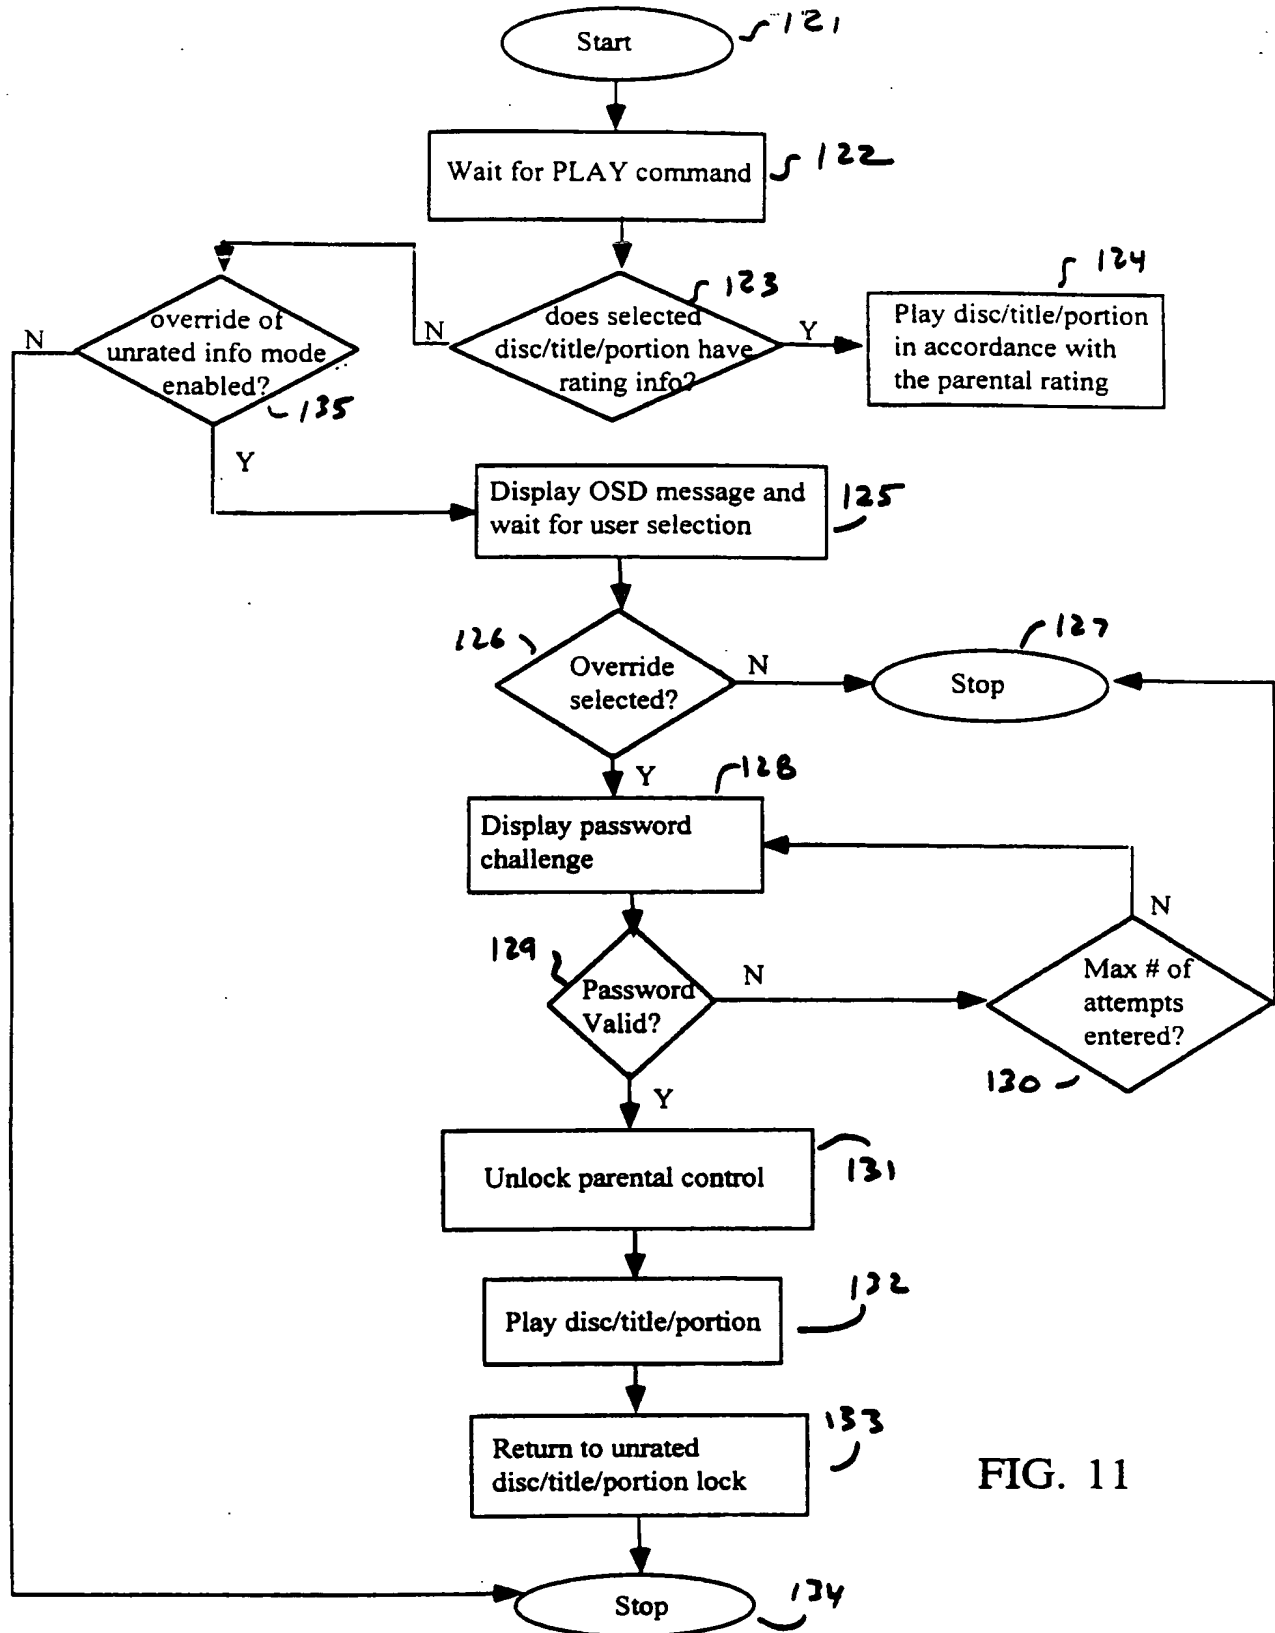 Start
121
Wait for PLAY command
122
123
124
N
override of
unrated info mode
enabled?
135
N
does selected
disc/title/portion have
rating info?
Y
Play disc/title/portion
in accordance with
the parental rating
Y
Display OSD message and
wait for user selection
125
126
Override
selected?
N
127
Stop
Y
128
Display password
challenge
129
Password
Valid?
N
N
Max # of
attempts
entered?
130
Y
Unlock parental control
131
Play disc/title/portion
132
Return to unrated
disc/title/portion lock
133
FIG. 11
Stop
134